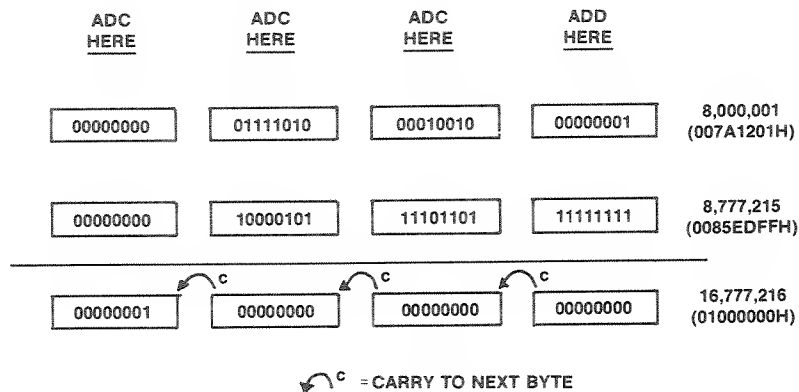 ADC ADC ADC ADD
HERE HERE HERE HERE
00000000 01111010 00010010 00000001 8,000,001
(007A1201H)
00000000 10000101 11101101 11111111 8,777,215
(0085EDFFH)
C C C
00000001 00000000 00000000 00000000 16,777,216
(01000000H)
C = CARRY TO NEXT BYTE